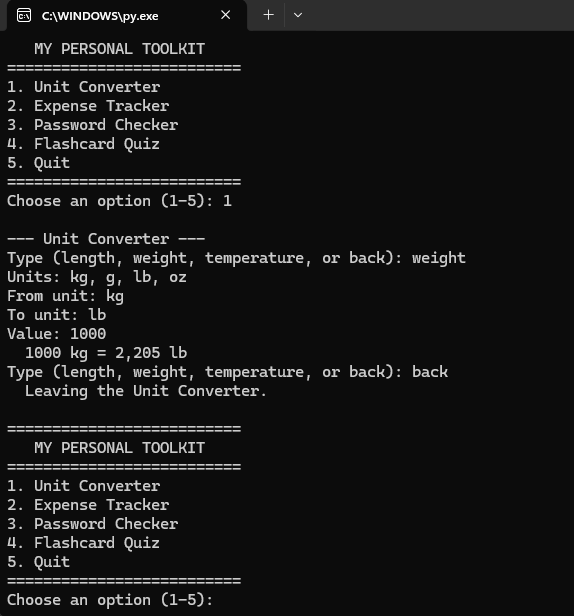 C:\WINDOWS\py.exe
   MY PERSONAL TOOLKIT
==========================
1. Unit Converter
2. Expense Tracker
3. Password Checker
4. Flashcard Quiz
5. Quit
==========================
Choose an option (1-5): 1

--- Unit Converter ---
Type (length, weight, temperature, or back): weight
Units: kg, g, lb, oz
From unit: kg
To unit: lb
Value: 1000
  1000 kg = 2,205 lb
Type (length, weight, temperature, or back): back
  Leaving the Unit Converter.

==========================
   MY PERSONAL TOOLKIT
==========================
1. Unit Converter
2. Expense Tracker
3. Password Checker
4. Flashcard Quiz
5. Quit
==========================
Choose an option (1-5):